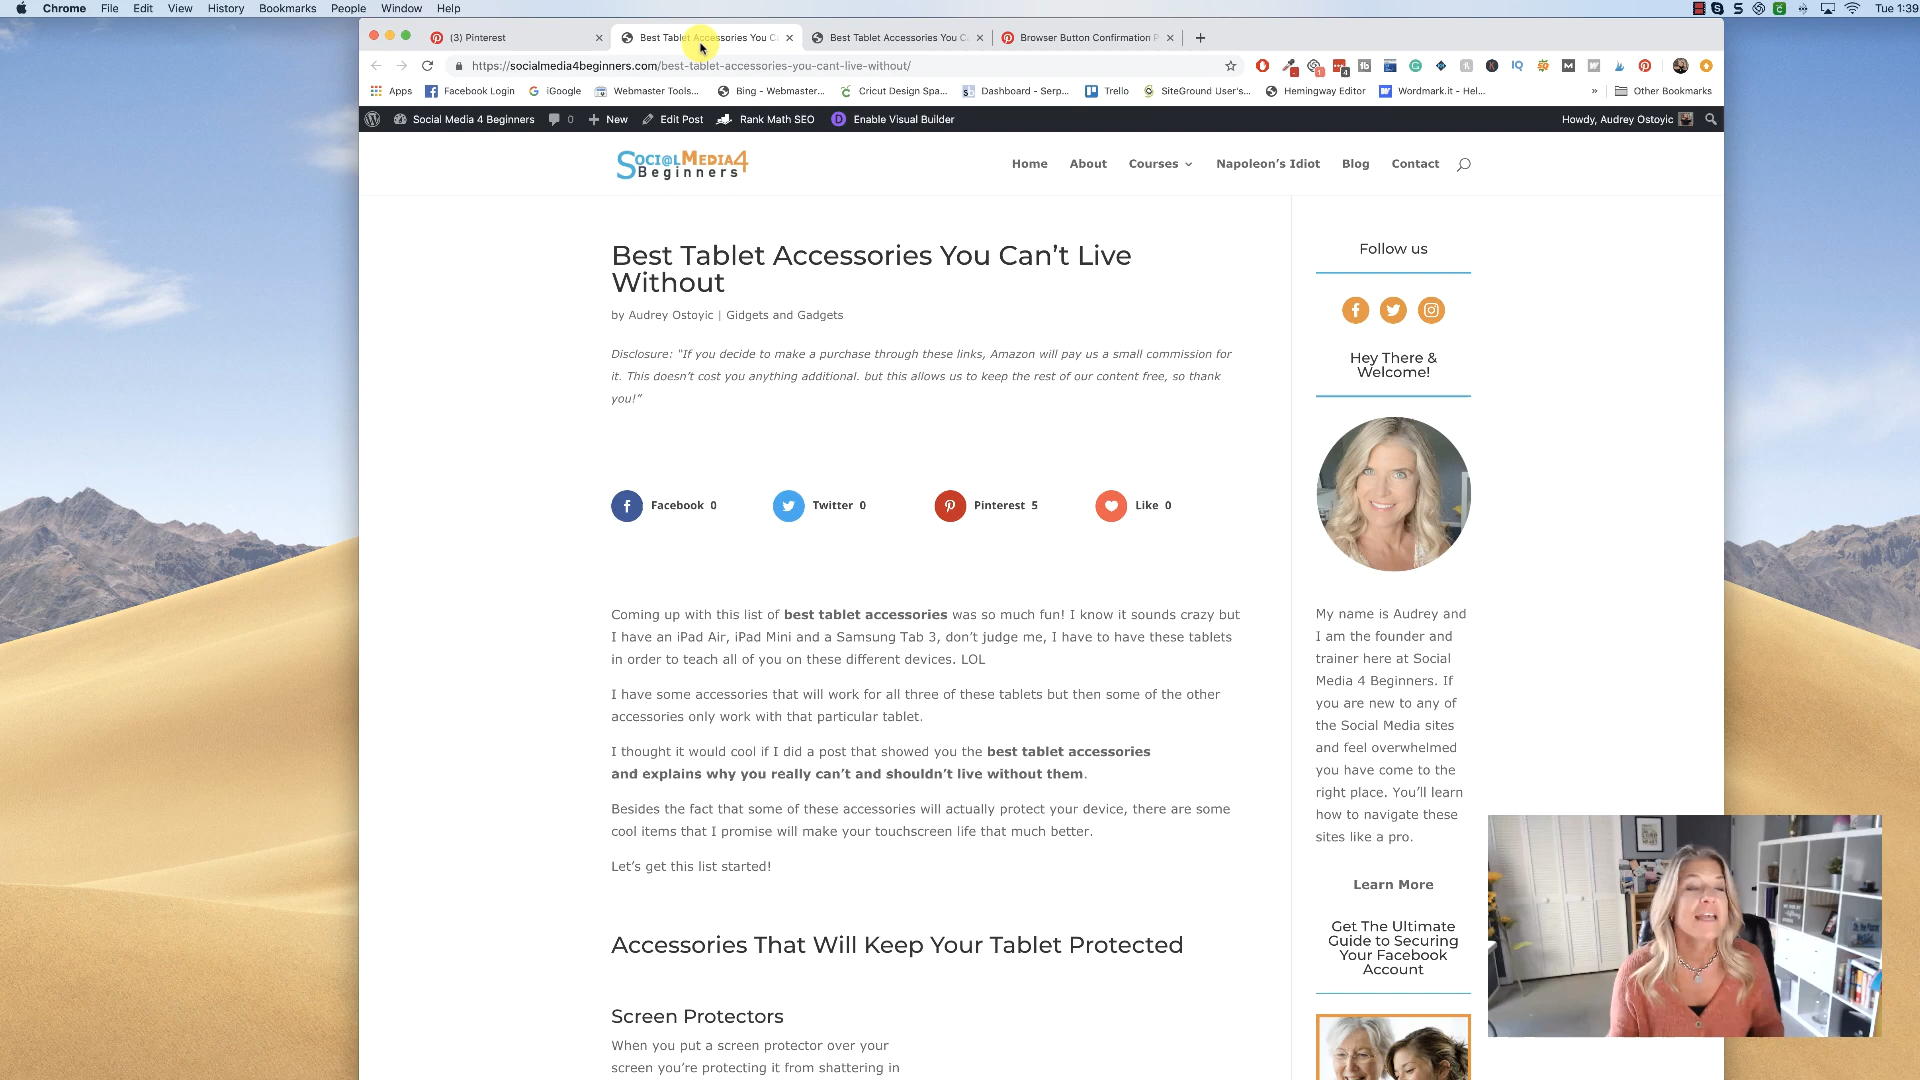 Chrome File Edit View History Bookmarks People Window Help Tue 1:39
(3) Pinterest
Best Tablet Accessories You C
Best Tablet Accessories You C
Browser Button Confirmation P
https://socialmedia4beginners.com/best-tablet-accessories-you-cant-live-without/
Apps Facebook Login iGoogle Webmaster Tools... Bing - Webmaster... Cricut Design Spa... Dashboard - Serp... Trello SiteGround User's... Hemingway Editor Wordmark.it - Hel... » Other Bookmarks
Social Media 4 Beginners 0 New Edit Post Rank Math SEO Enable Visual Builder Howdy, Audrey Ostoyic
Soci@lMedia4
Beginners
Home About Courses Napoleon's Idiot Blog Contact
Best Tablet Accessories You Can't Live
Without
by Audrey Ostoyic | Gidgets and Gadgets
Disclosure: "If you decide to make a purchase through these links, Amazon will pay us a small commission for
it. This doesn't cost you anything additional. but this allows us to keep the rest of our content free, so thank
you!"
Facebook 0 Twitter 0 Pinterest 5 Like 0
Coming up with this list of best tablet accessories was so much fun! I know it sounds crazy but
I have an iPad Air, iPad Mini and a Samsung Tab 3, don't judge me, I have to have these tablets
in order to teach all of you on these different devices. LOL
I have some accessories that will work for all three of these tablets but then some of the other
accessories only work with that particular tablet.
I thought it would cool if I did a post that showed you the best tablet accessories
and explains why you really can't and shouldn't live without them.
Besides the fact that some of these accessories will actually protect your device, there are some
cool items that I promise will make your touchscreen life that much better.
Let's get this list started!
Accessories That Will Keep Your Tablet Protected
Screen Protectors
When you put a screen protector over your
screen you're protecting it from shattering in
Follow us
Hey There &
Welcome!
My name is Audrey and
I am the founder and
trainer here at Social
Media 4 Beginners. If
you are new to any of
the Social Media sites
and feel overwhelmed
you have come to the
right place. You'll learn
how to navigate these
sites like a pro.
Learn More
Get The Ultimate
Guide to Securing
Your Facebook
Account